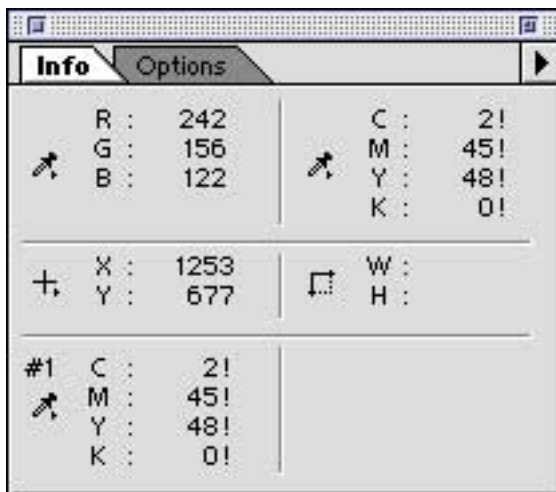 Info Options
R : 242
G : 156
B : 122
C : 2!
M : 45!
Y : 48!
K : 0!
X : 1253
Y : 677
W :
H :
#1 C : 2!
M : 45!
Y : 48!
K : 0!